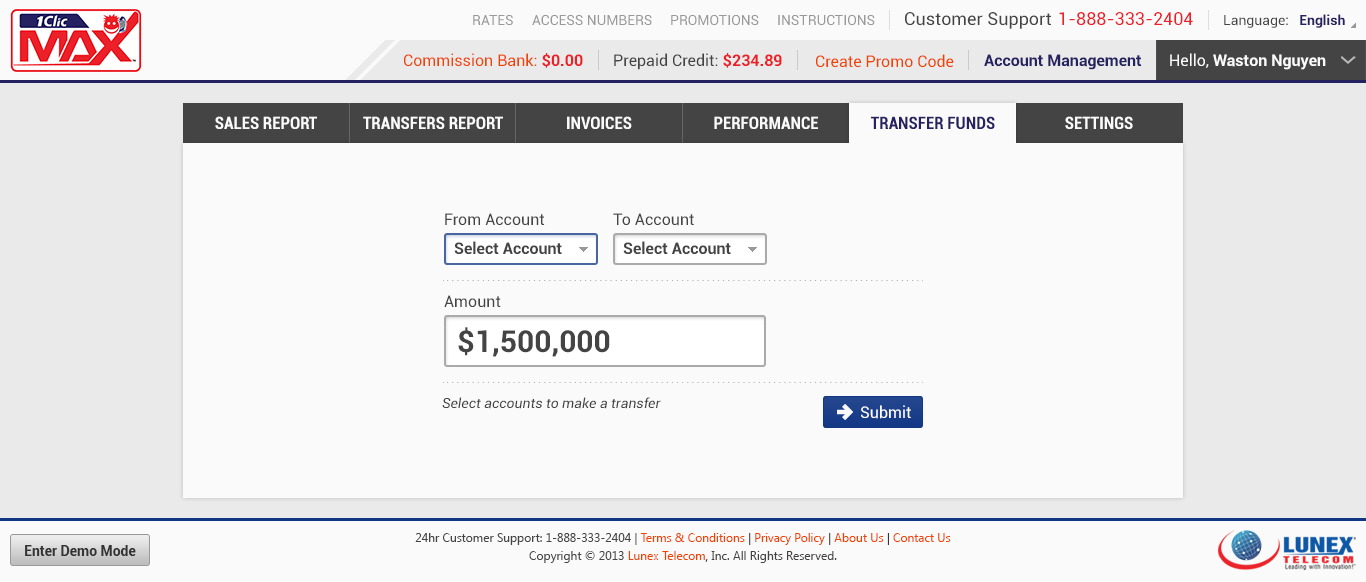 1Clic
MAX
RATES ACCESS NUMBERS PROMOTIONS INSTRUCTIONS Customer Support 1-888-333-2404 Language: English
Commission Bank: $0.00 Prepaid Credit: $234.89 Create Promo Code Account Management Hello, Waston Nguyen
SALES REPORT TRANSFERS REPORT INVOICES PERFORMANCE TRANSFER FUNDS SETTINGS
From Account To Account
Select Account Select Account
Amount
$1,500,000
Select accounts to make a transfer Submit
Enter Demo Mode
24hr Customer Support: 1-888-333-2404 | Terms & Conditions | Privacy Policy | About Us | Contact Us
Copyright © 2013 Lunex Telecom, Inc. All Rights Reserved.
LUNEX
TELECOM
Leading with Innovation!